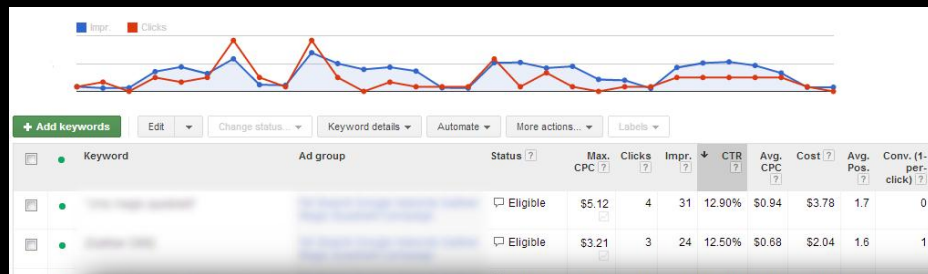 Impr. Clicks
+ Add keywords Edit Change status... Keyword details Automate More actions... Labels
Keyword Ad group Status ? Max. CPC ? Clicks ? Impr. ? CTR ? Avg. CPC ? Cost ? Avg. Pos. ? Conv. (1-per-click) ?
Eligible $5.12 4 31 12.90% $0.94 $3.78 1.7 0
Eligible $3.21 3 24 12.50% $0.68 $2.04 1.6 1